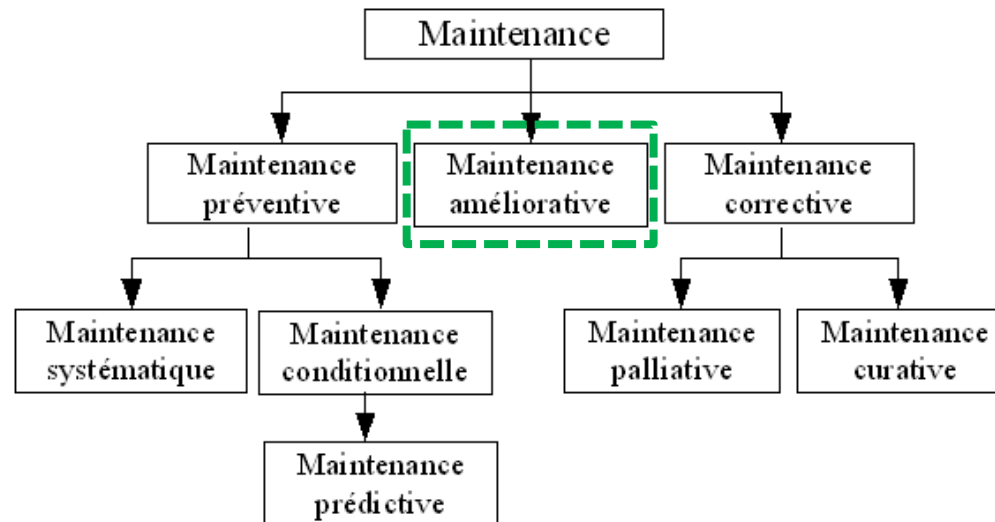 Maintenance
Maintenance
préventive
Maintenance
améliorative
Maintenance
corrective
Maintenance
systématique
Maintenance
conditionnelle
Maintenance
palliative
Maintenance
curative
Maintenance
prédictive